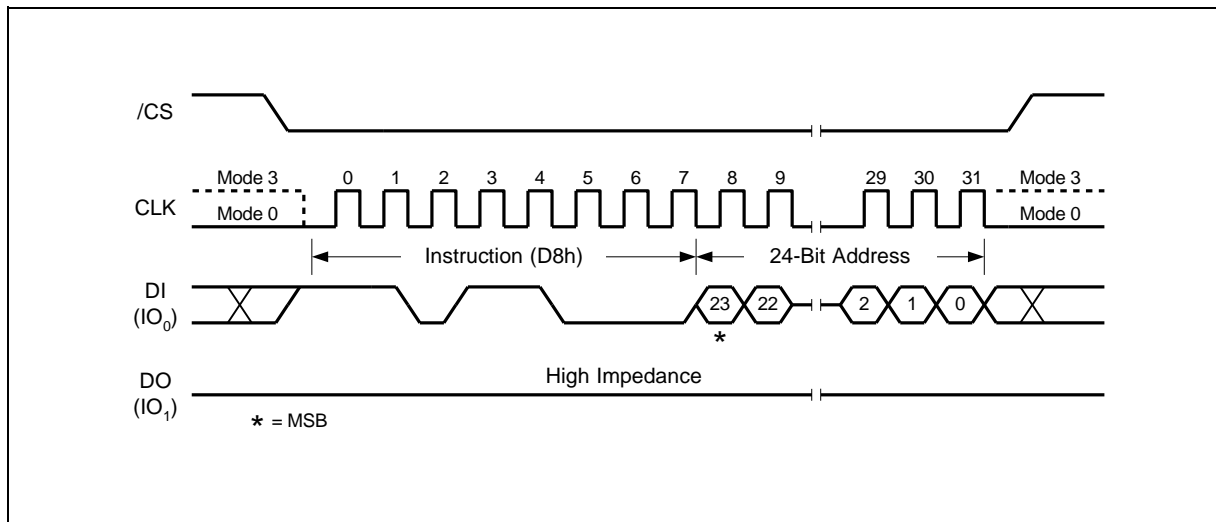 /CS
Mode 3
0 1 2 3 4 5 6 7 8 9 29 30 31
Mode 3
CLK
Mode 0
Mode 0
Instruction (D8h)
24-Bit Address
DI
(IO0)
23 22 2 1 0
*
DO
(IO1)
High Impedance
* = MSB